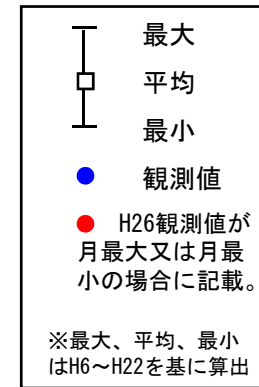 最大
平均
最小
観測値
H26観測値が
月最大又は月最
小の場合に記載。
※最大、平均、最小
はH6～H22を基に算出